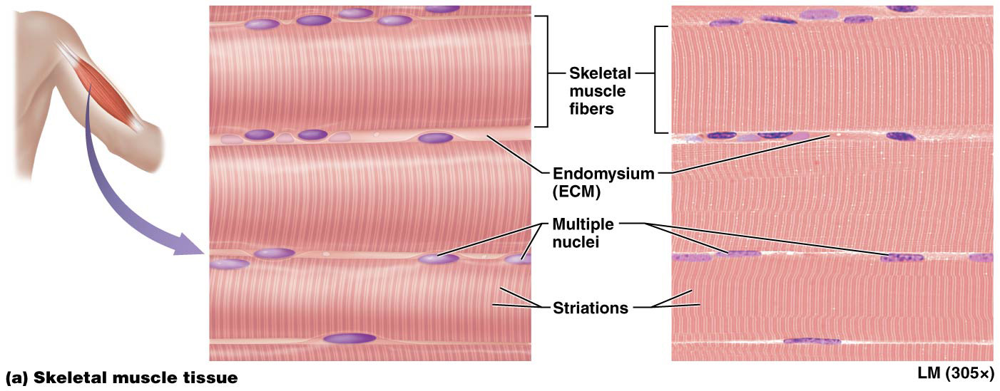 Skeletal
muscle
fibers
Endomysium
(ECM)
Multiple
nuclei
Striations
(a) Skeletal muscle tissue
LM (305×)